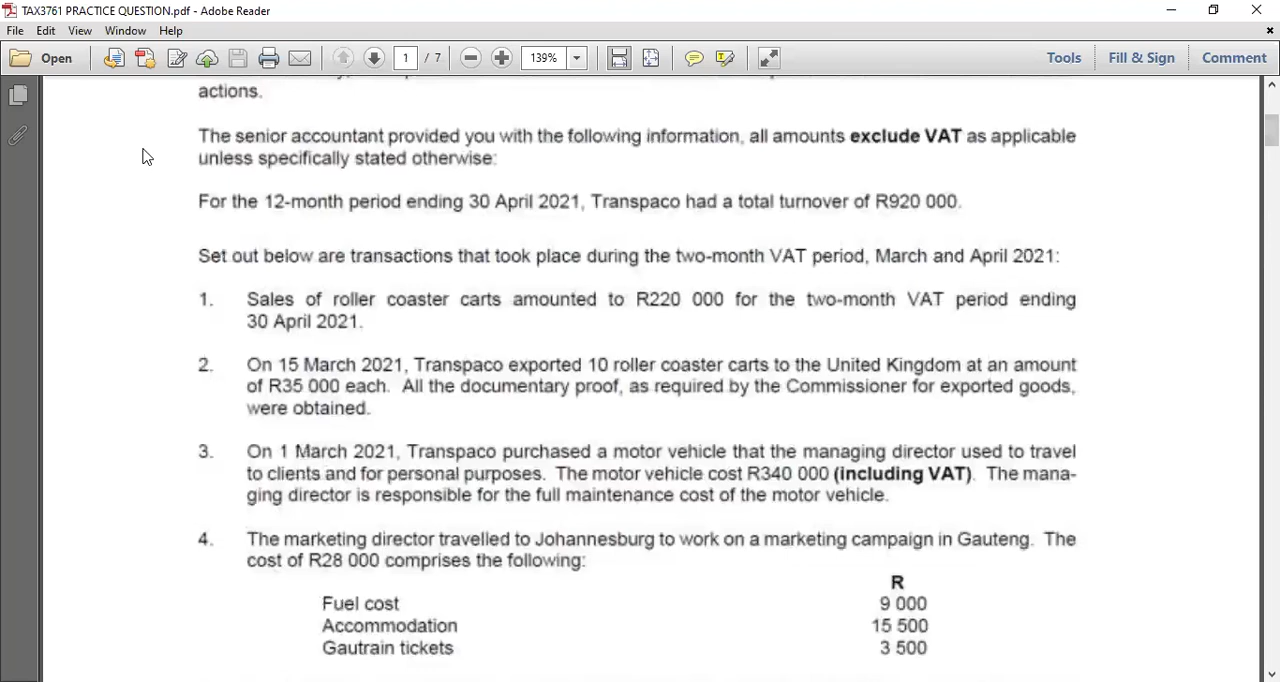 TAX3761 PRACTICE QUESTION.pdf - Adobe Reader
File Edit View Window Help
Open 1 / 7 139% Tools Fill & Sign Comment
actions.
The senior accountant provided you with the following information, all amounts exclude VAT as applicable
unless specifically stated otherwise:
For the 12-month period ending 30 April 2021, Transpaco had a total turnover of R920 000.
Set out below are transactions that took place during the two-month VAT period, March and April 2021:
1. Sales of roller coaster carts amounted to R220 000 for the two-month VAT period ending
30 April 2021.
2. On 15 March 2021, Transpaco exported 10 roller coaster carts to the United Kingdom at an amount
of R35 000 each. All the documentary proof, as required by the Commissioner for exported goods,
were obtained.
3. On 1 March 2021, Transpaco purchased a motor vehicle that the managing director used to travel
to clients and for personal purposes. The motor vehicle cost R340 000 (including VAT). The mana-
ging director is responsible for the full maintenance cost of the motor vehicle.
4. The marketing director travelled to Johannesburg to work on a marketing campaign in Gauteng. The
cost of R28 000 comprises the following:
R
Fuel cost 9 000
Accommodation 15 500
Gautrain tickets 3 500